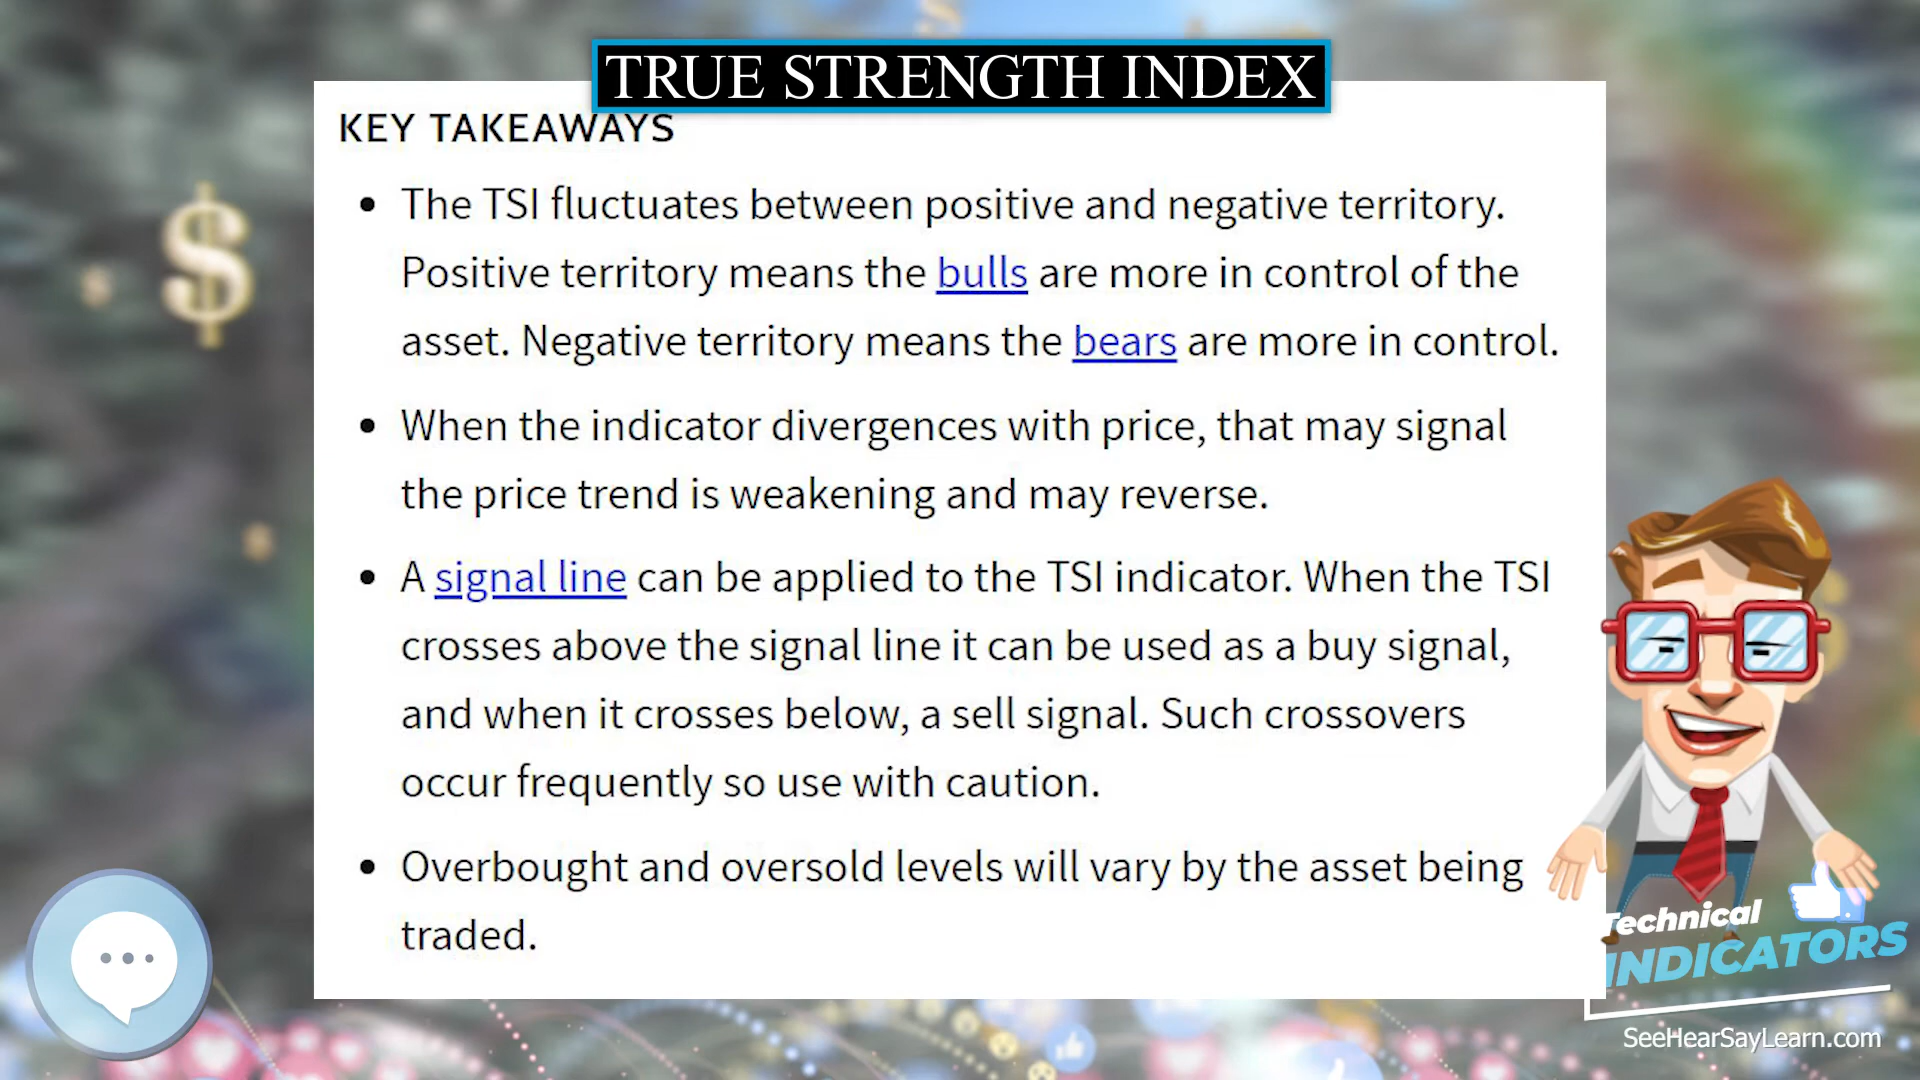 TRUE STRENGTH INDEX
KEY TAKEAWAYS
• The TSI fluctuates between positive and negative territory.
Positive territory means the bulls are more in control of the
asset. Negative territory means the bears are more in control.
• When the indicator divergences with price, that may signal
the price trend is weakening and may reverse.
• A signal line can be applied to the TSI indicator. When the TSI
crosses above the signal line it can be used as a buy signal,
and when it crosses below, a sell signal. Such crossovers
occur frequently so use with caution.
• Overbought and oversold levels will vary by the asset being
traded.
Technical
INDICATORS
SeeHearSayLearn.com